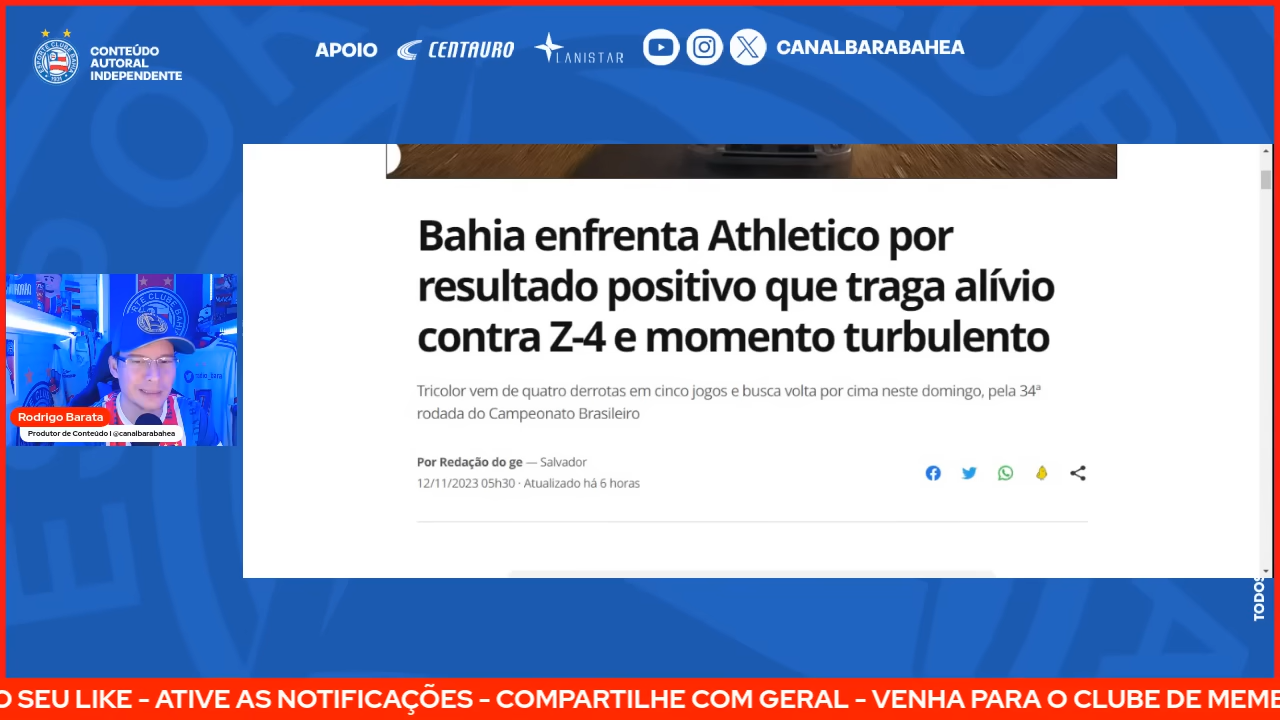 CONTEÚDO
AUTORAL
INDEPENDENTE
APOIO
CENTAURO
LANISTAR
CANALBARABAHEA
Bahia enfrenta Athletico por
resultado positivo que traga alívio
contra Z-4 e momento turbulento
Tricolor vem de quatro derrotas em cinco jogos e busca volta por cima neste domingo, pela 34ª
rodada do Campeonato Brasileiro
Por Redação do ge — Salvador
12/11/2023 05h30 · Atualizado há 6 horas
Rodrigo Barata
Produtor de Conteúdo | @canalbarabahea
TODOS
O SEU LIKE - ATIVE AS NOTIFICAÇÕES - COMPARTILHE COM GERAL - VENHA PARA O CLUBE DE MEME